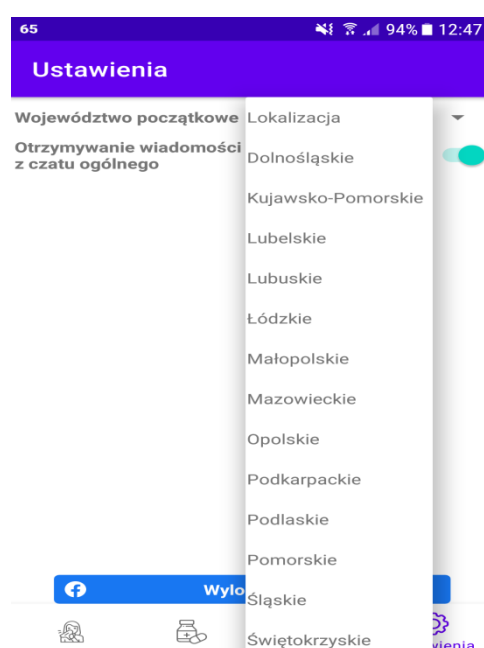 65 94% 12:47
Ustawienia
Województwo początkowe Lokalizacja
Otrzymywanie wiadomości
z czatu ogólnego
Dolnośląskie
Kujawsko-Pomorskie
Lubelskie
Lubuskie
Łódzkie
Małopolskie
Mazowieckie
Opolskie
Podkarpackie
Podlaskie
Pomorskie
Wylo
Śląskie
Świętokrzyskie
wienia